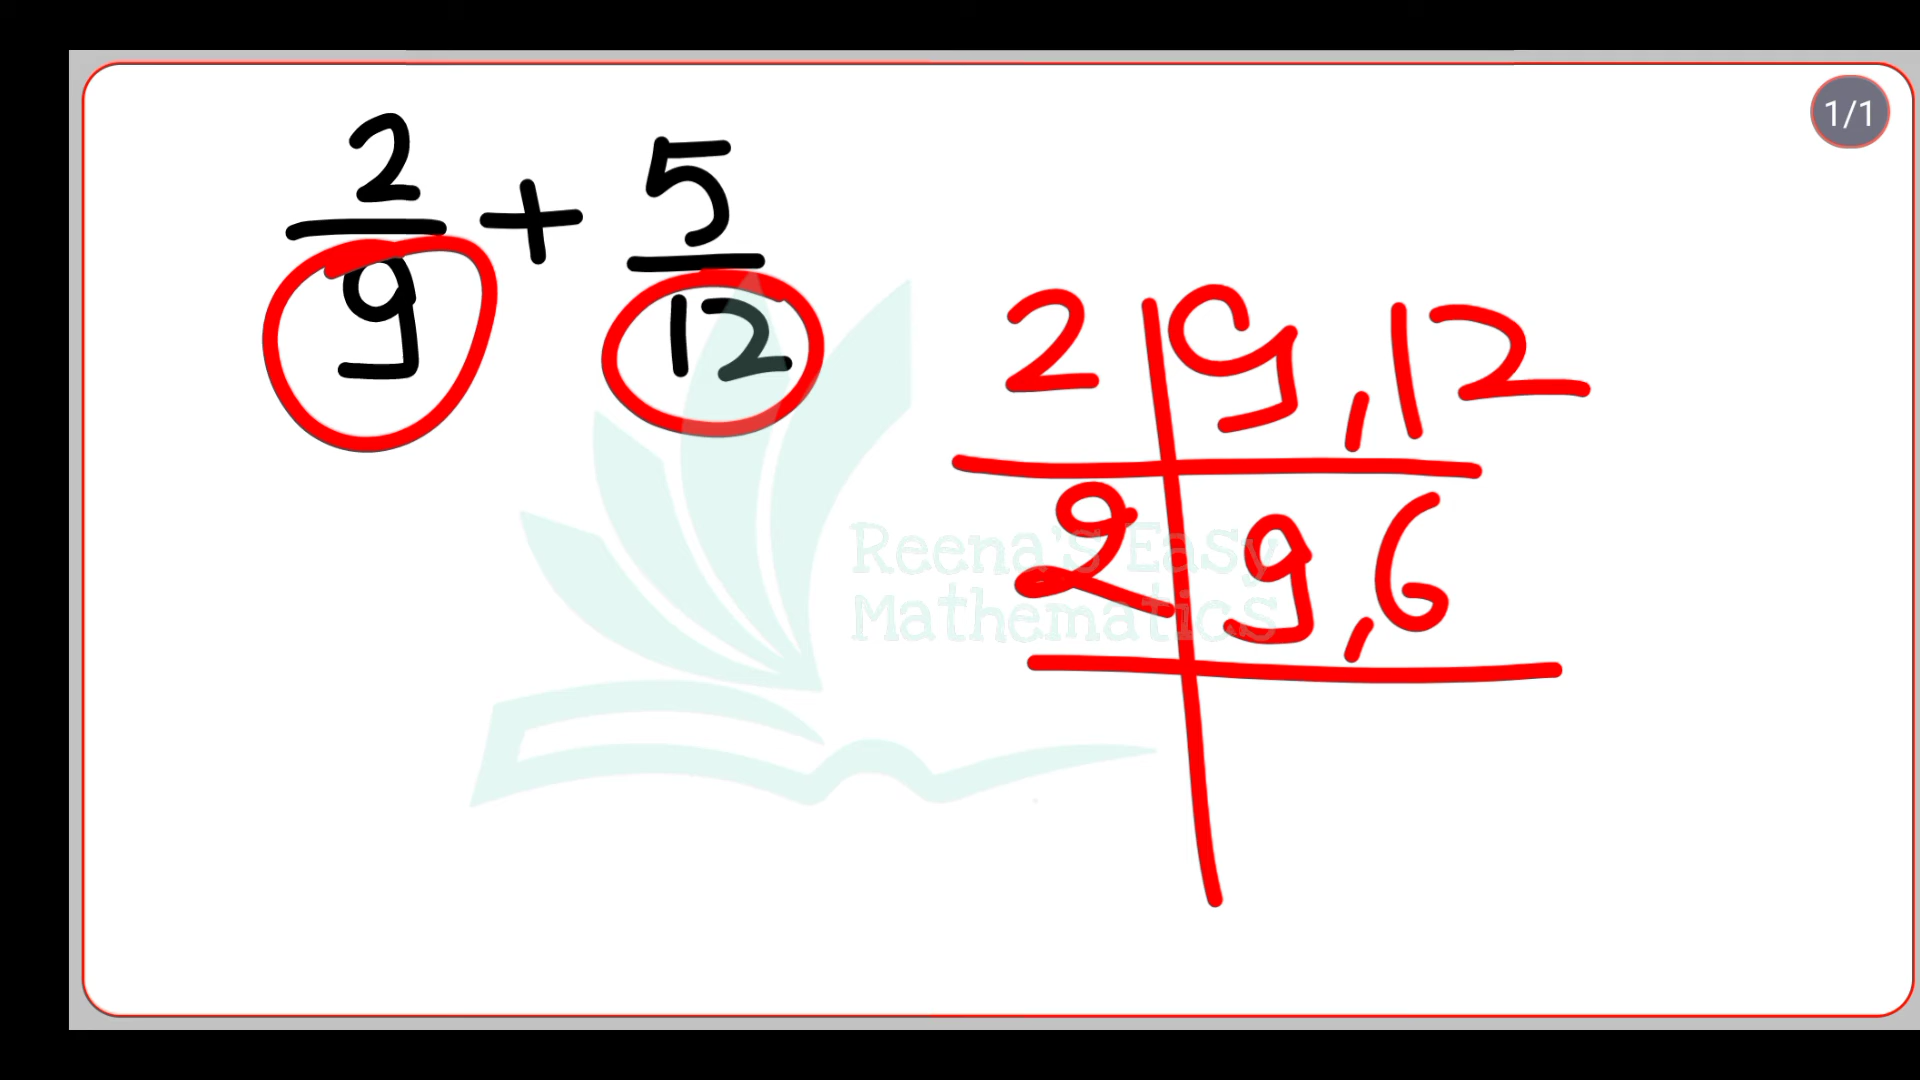 1/1
2/9 + 5/12
2 | 9, 12
2 | 9, 6
Reena's Easy
Mathematics